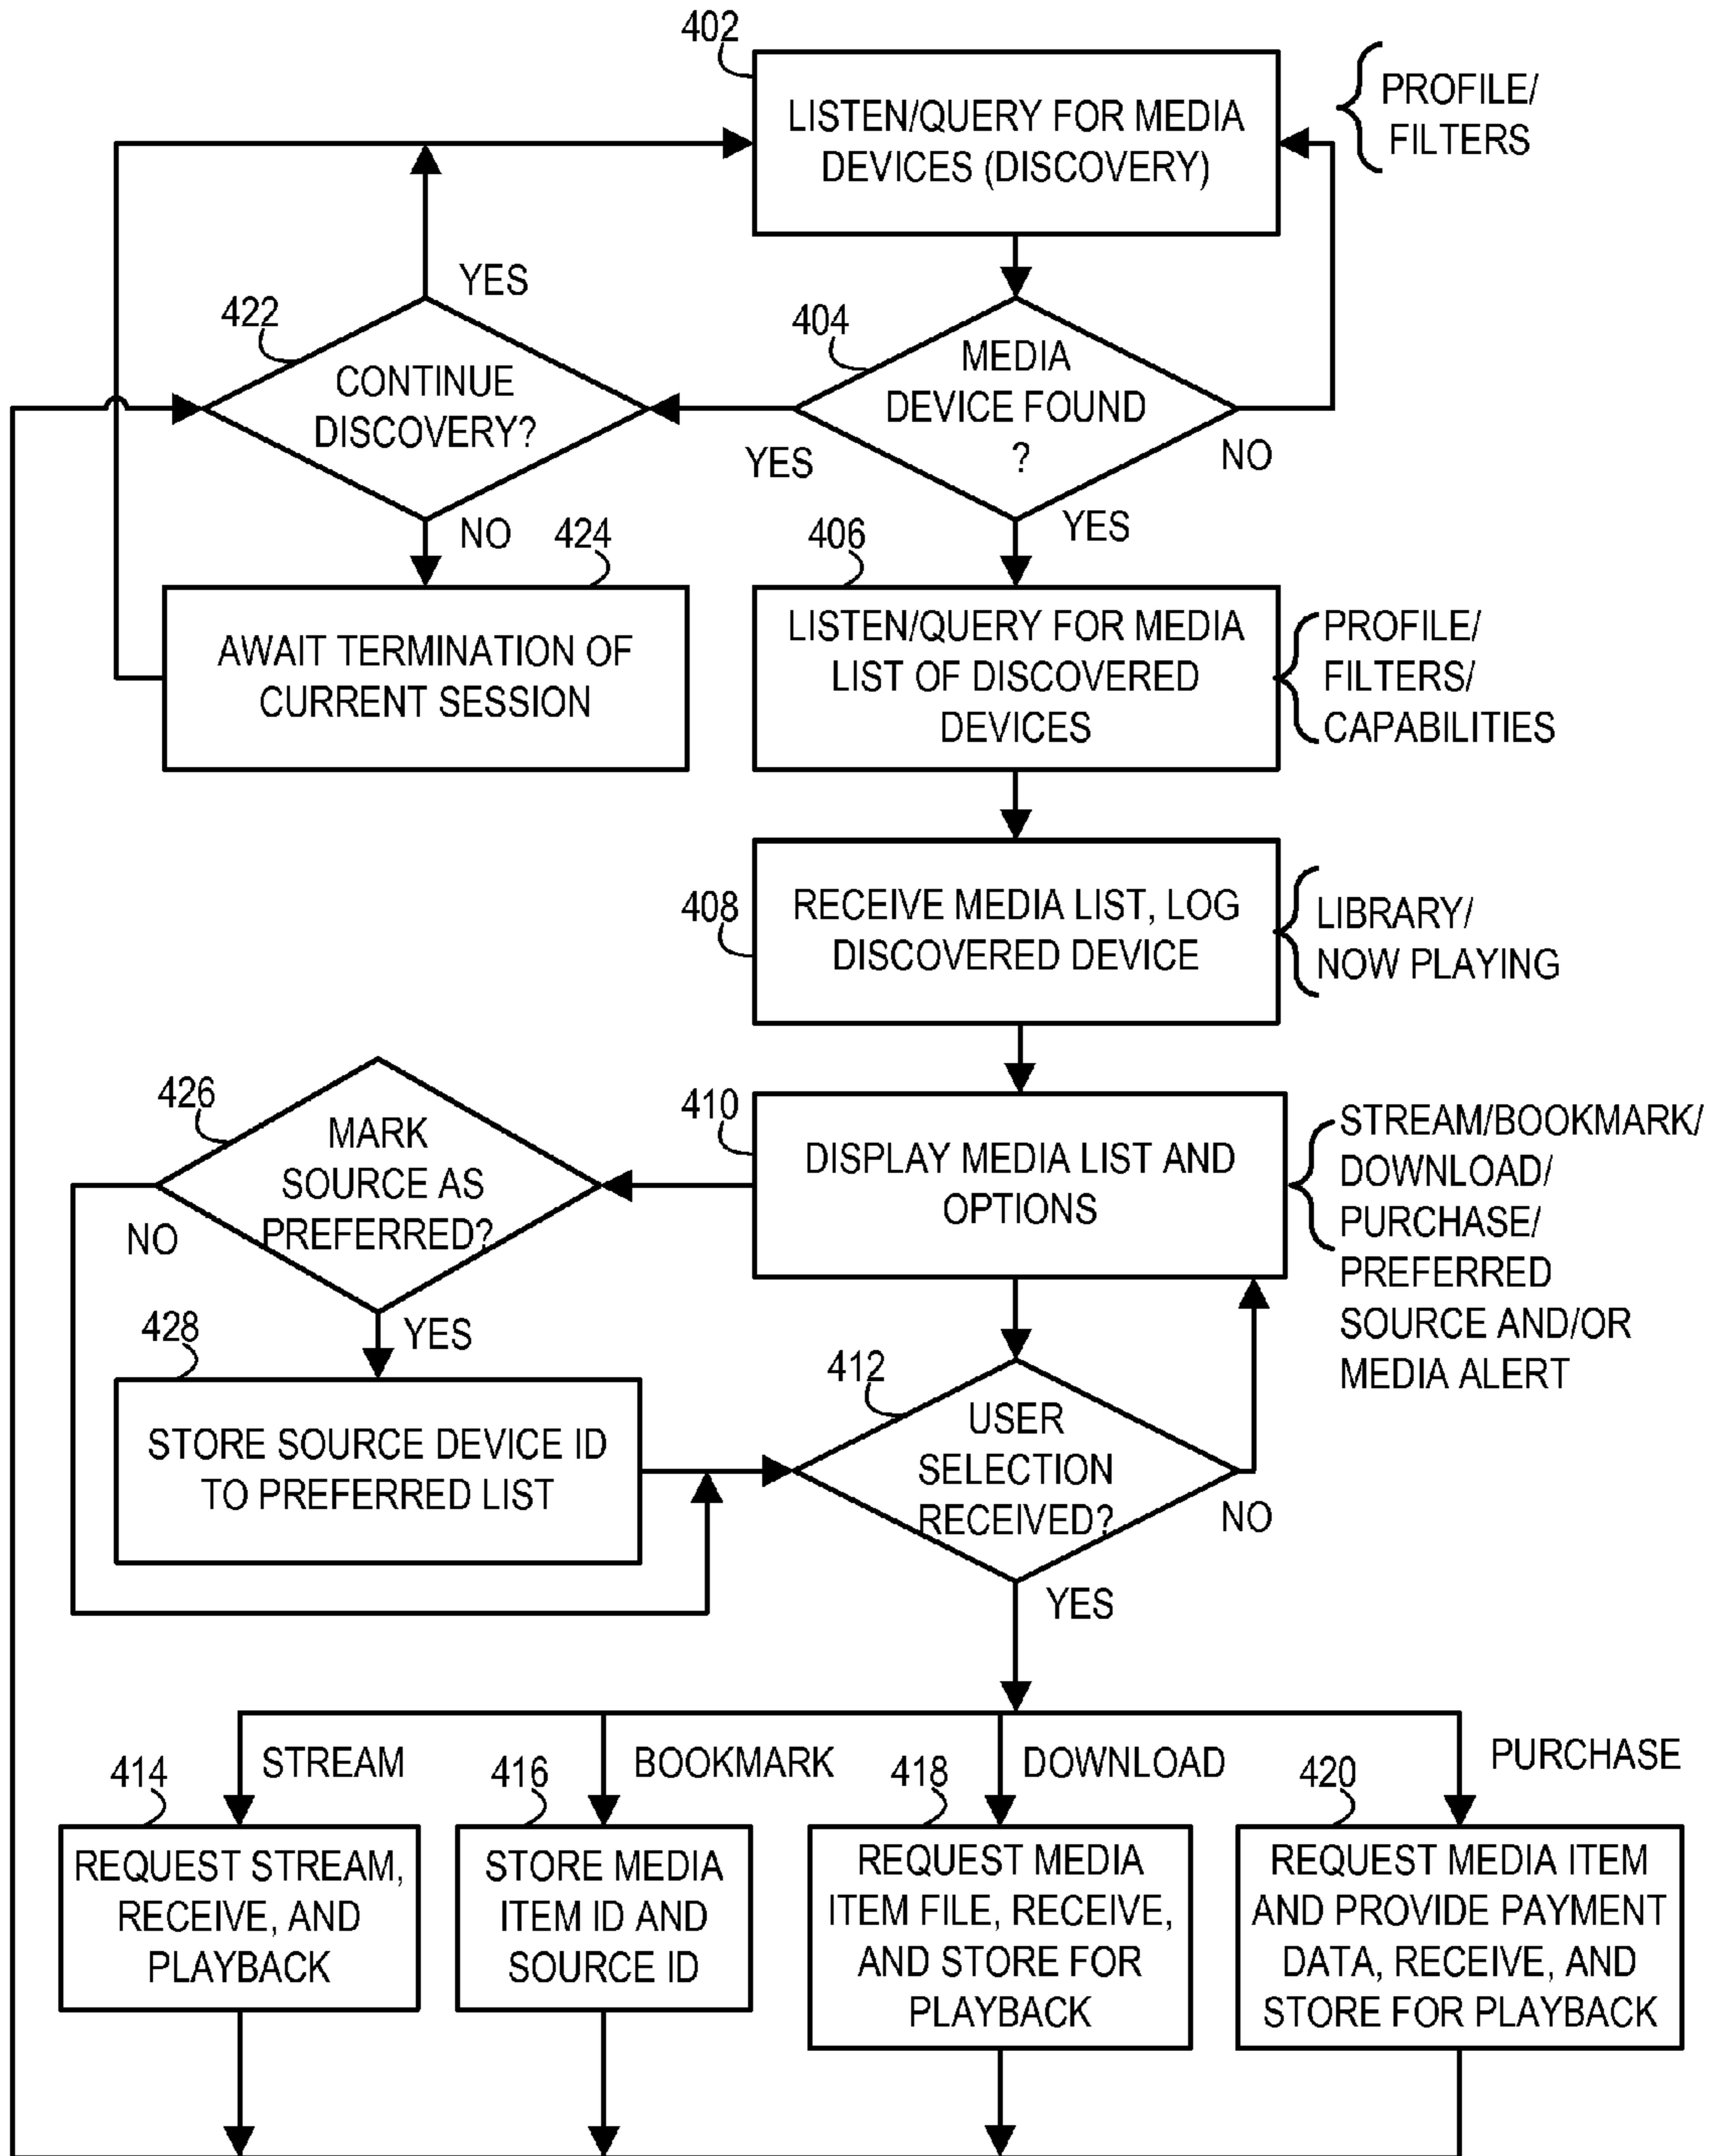 402
LISTEN/QUERY FOR MEDIA
DEVICES (DISCOVERY)
PROFILE/
FILTERS
YES
422
CONTINUE
DISCOVERY?
404
MEDIA
DEVICE FOUND
?
YES
NO
NO
424
AWAIT TERMINATION OF
CURRENT SESSION
YES
406
LISTEN/QUERY FOR MEDIA
LIST OF DISCOVERED
DEVICES
PROFILE/
FILTERS/
CAPABILITIES
408
RECEIVE MEDIA LIST, LOG
DISCOVERED DEVICE
LIBRARY/
NOW PLAYING
426
MARK
SOURCE AS
PREFERRED?
NO
410
DISPLAY MEDIA LIST AND
OPTIONS
STREAM/BOOKMARK/
DOWNLOAD/
PURCHASE/
PREFERRED
SOURCE AND/OR
MEDIA ALERT
YES
428
STORE SOURCE DEVICE ID
TO PREFERRED LIST
412
USER
SELECTION
RECEIVED?
NO
YES
STREAM
BOOKMARK
DOWNLOAD
PURCHASE
414
REQUEST STREAM,
RECEIVE, AND
PLAYBACK
416
STORE MEDIA
ITEM ID AND
SOURCE ID
418
REQUEST MEDIA
ITEM FILE, RECEIVE,
AND STORE FOR
PLAYBACK
420
REQUEST MEDIA ITEM
AND PROVIDE PAYMENT
DATA, RECEIVE, AND
STORE FOR PLAYBACK